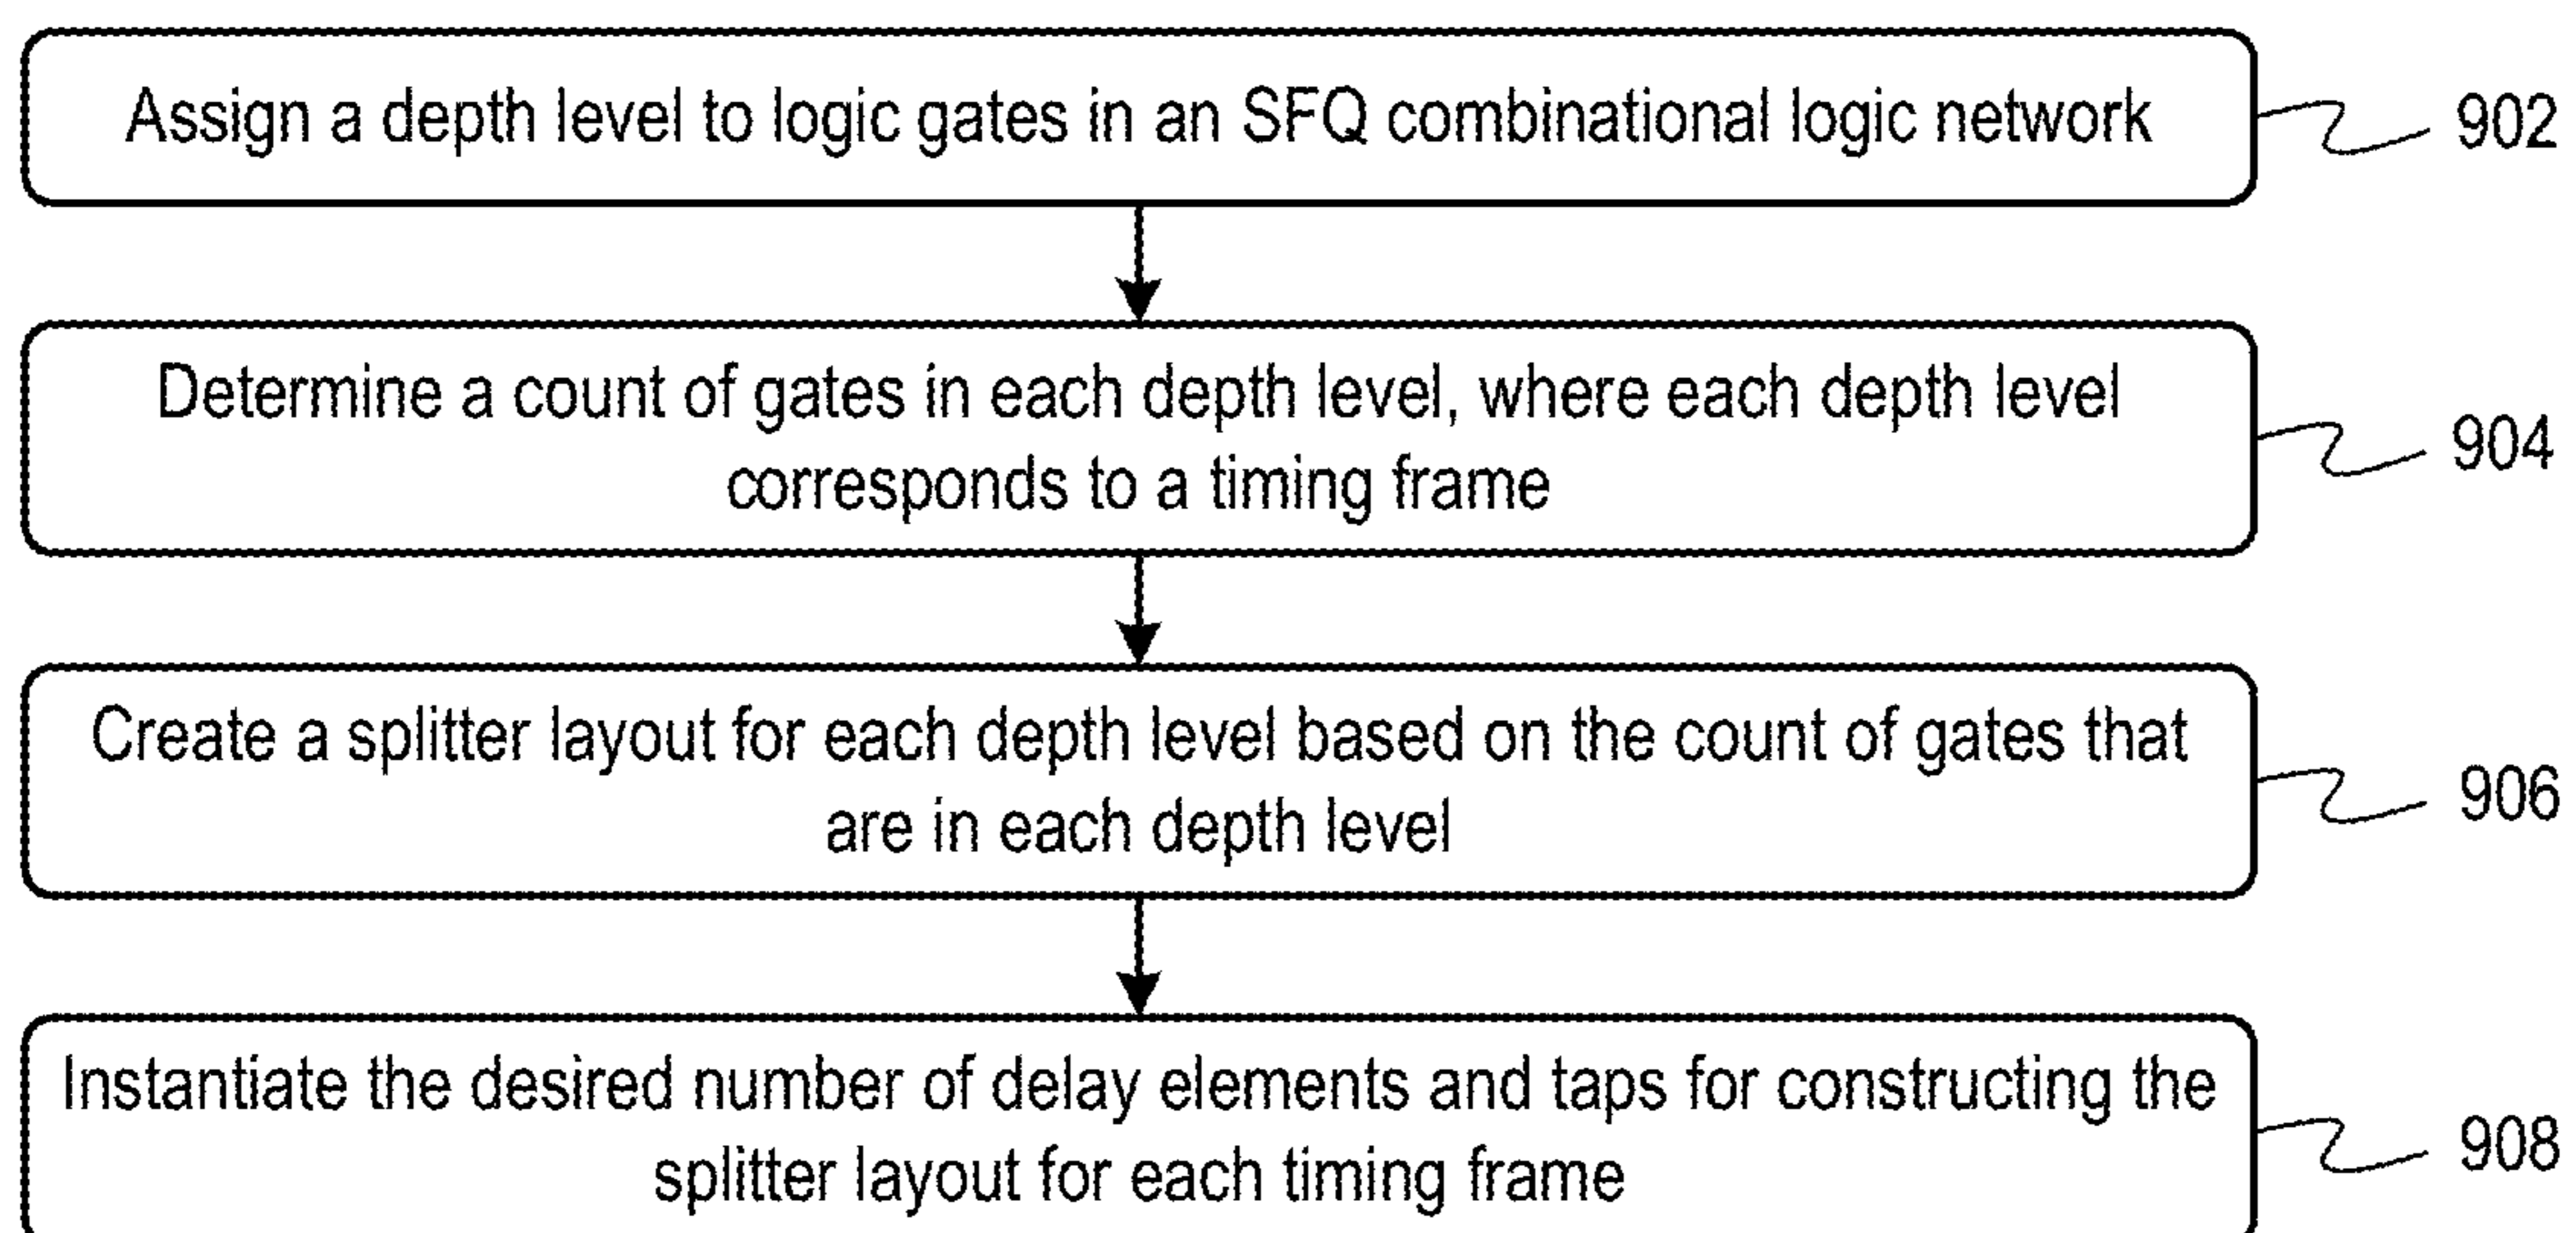 Assign a depth level to logic gates in an SFQ combinational logic network
902
Determine a count of gates in each depth level, where each depth level
corresponds to a timing frame
904
Create a splitter layout for each depth level based on the count of gates that
are in each depth level
906
Instantiate the desired number of delay elements and taps for constructing the
splitter layout for each timing frame
908